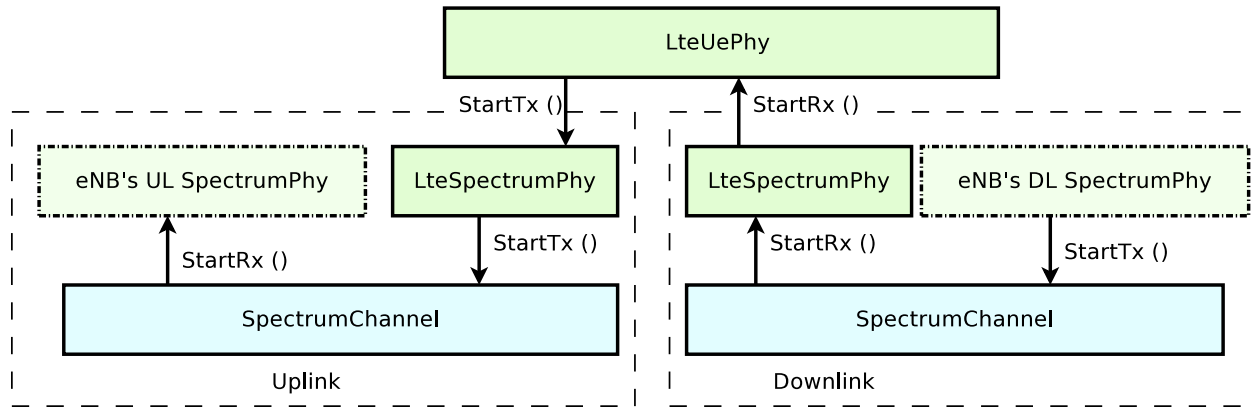 LteUePhy
StartTx ()
StartRx ()
eNB's UL SpectrumPhy
LteSpectrumPhy
LteSpectrumPhy
eNB's DL SpectrumPhy
StartRx ()
StartTx ()
StartRx ()
StartTx ()
SpectrumChannel
SpectrumChannel
Uplink
Downlink